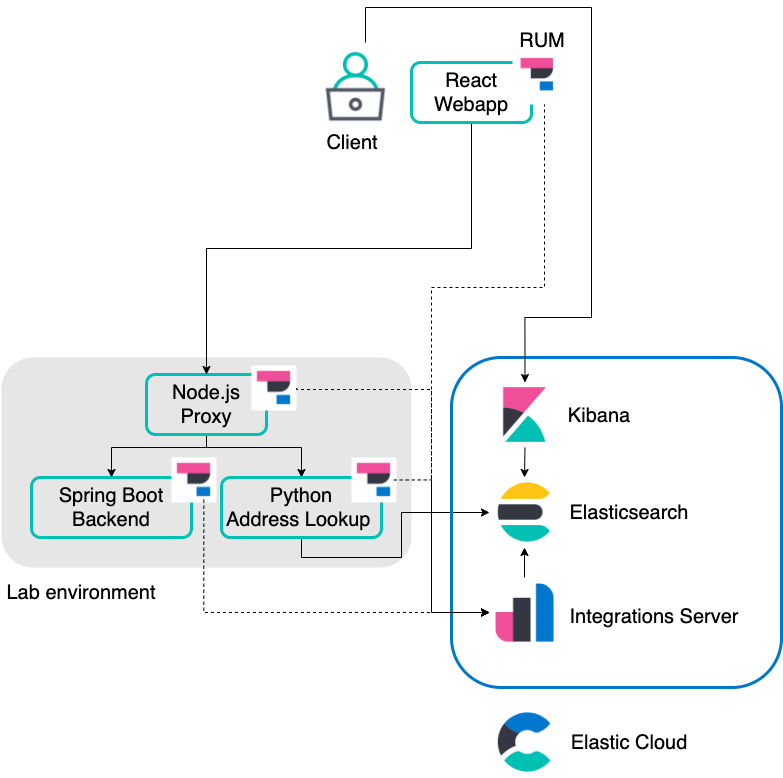 RUM
React
Webapp
Client
Node.js
Proxy
Kibana
Spring Boot
Backend
Python
Address Lookup
Elasticsearch
Lab environment
Integrations Server
Elastic Cloud